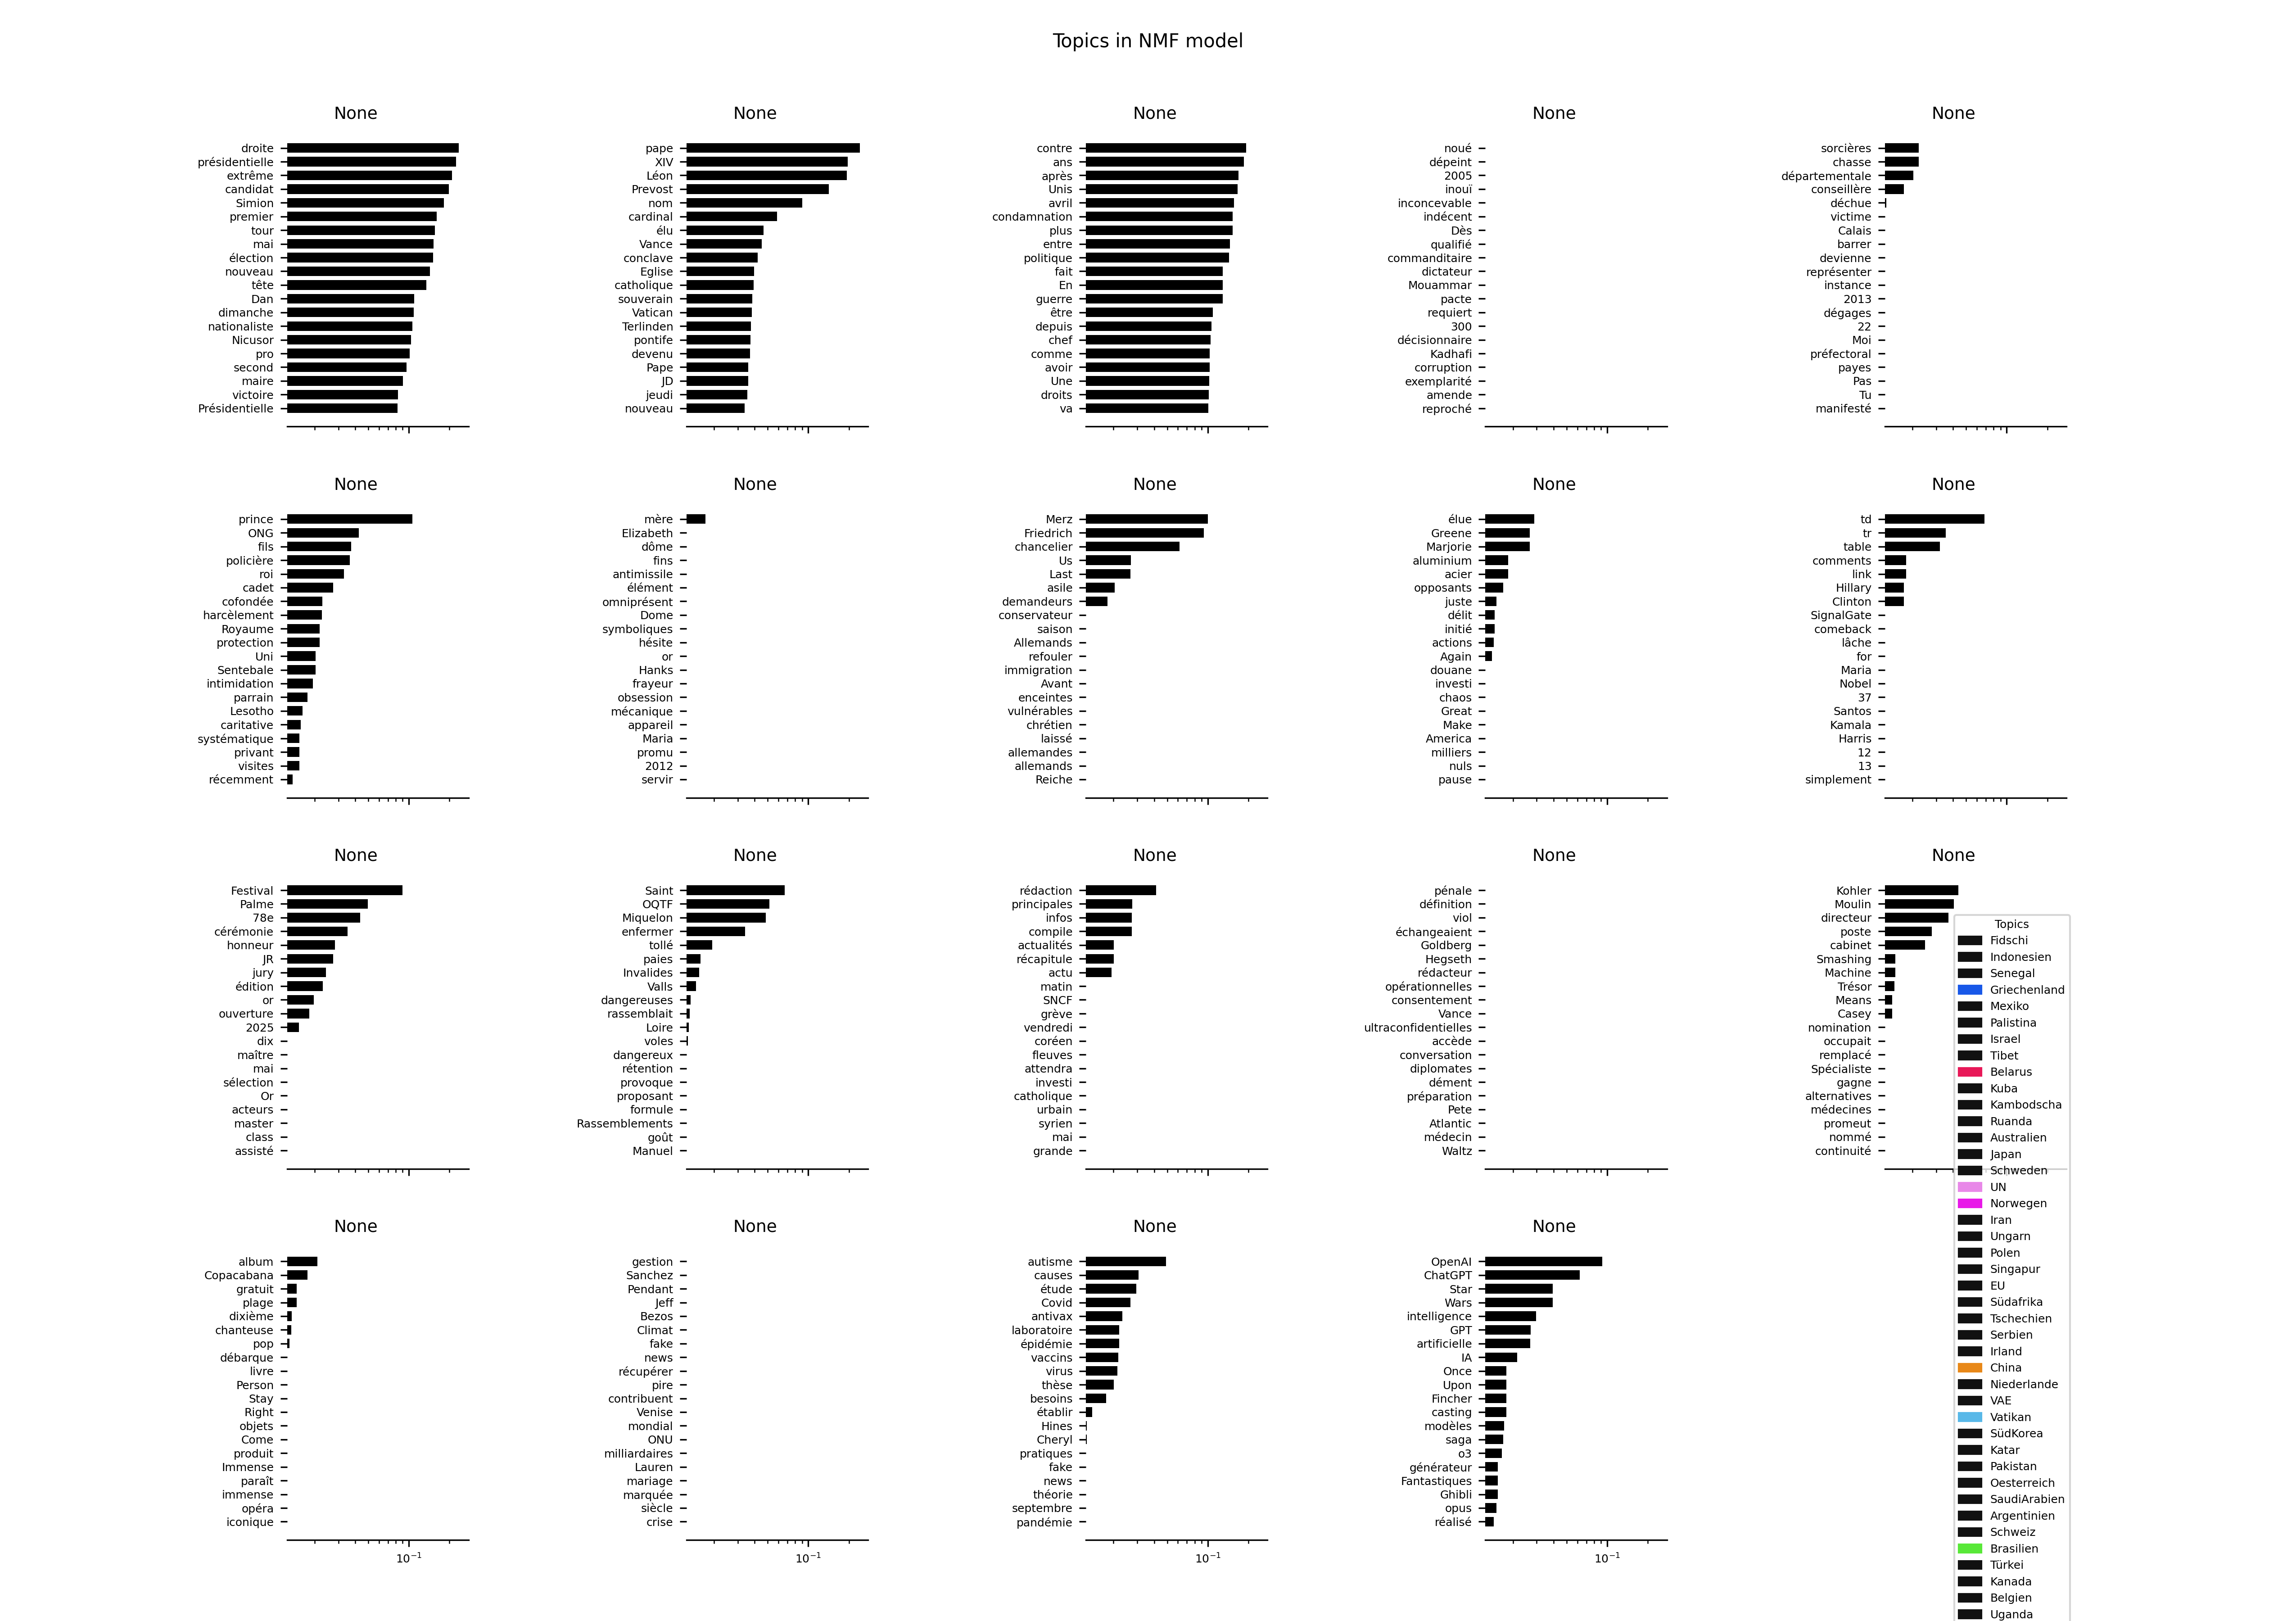 Topics in NMF model
None
droite
présidentielle
extrême
candidat
Simion
premier
tour
mai
élection
nouveau
tête
Dan
dimanche
nationaliste
Nicusor
pro
second
maire
victoire
Présidentielle
None
pape
XIV
Léon
Prevost
nom
cardinal
élu
Vance
conclave
Eglise
catholique
souverain
Vatican
Terlinden
pontife
devenu
Pape
JD
jeudi
nouveau
None
contre
ans
après
Unis
avril
condamnation
plus
entre
politique
fait
En
guerre
être
depuis
chef
comme
avoir
Une
droits
va
None
noué
dépeint
2005
inouï
inconcevable
indécent
Dès
qualifié
commanditaire
dictateur
Mouammar
pacte
requiert
300
décisionnaire
Kadhafi
corruption
exemplarité
amende
reproché
None
sorcières
chasse
départementale
conseillère
déchue
victime
Calais
barrer
devienne
représenter
instance
2013
dégages
22
Moi
préfectoral
payes
Pas
Tu
manifesté
None
prince
ONG
fils
policière
roi
cadet
cofondée
harcèlement
Royaume
protection
Uni
Sentebale
intimidation
parrain
Lesotho
caritative
systématique
privant
visites
récemment
None
mère
Elizabeth
dôme
fins
antimissile
élément
omniprésent
Dome
symboliques
hésite
or
Hanks
frayeur
obsession
mécanique
appareil
Maria
promu
2012
servir
None
Merz
Friedrich
chancelier
Us
Last
asile
demandeurs
conservateur
saison
Allemands
refouler
immigration
Avant
enceintes
vulnérables
chrétien
laissé
allemandes
allemands
Reiche
None
élue
Greene
Marjorie
aluminium
acier
opposants
juste
délit
initié
actions
Again
douane
investi
chaos
Great
Make
America
milliers
nuls
pause
None
td
tr
table
comments
link
Hillary
Clinton
SignalGate
comeback
lâche
for
Maria
Nobel
37
Santos
Kamala
Harris
12
13
simplement
None
Festival
Palme
78e
cérémonie
honneur
JR
jury
édition
or
ouverture
2025
dix
maître
mai
sélection
Or
acteurs
master
class
assisté
None
Saint
OQTF
Miquelon
enfermer
tollé
paies
Invalides
Valls
dangereuses
rassemblait
Loire
voles
dangereux
rétention
provoque
proposant
formule
Rassemblements
goût
Manuel
None
rédaction
principales
infos
compile
actualités
récapitule
actu
matin
SNCF
grève
vendredi
coréen
fleuves
attendra
investi
catholique
urbain
syrien
mai
grande
None
pénale
définition
viol
échangeaient
Goldberg
Hegseth
rédacteur
opérationnelles
consentement
Vance
ultraconfidentielles
accède
conversation
diplomates
dément
préparation
Pete
Atlantic
médecin
Waltz
None
Kohler
Moulin
directeur
poste
cabinet
Smashing
Machine
Trésor
Means
Casey
nomination
occupait
remplacé
Spécialiste
gagne
alternatives
médecines
promeut
nommé
continuité
None
album
Copacabana
gratuit
plage
dixième
chanteuse
pop
débarque
livre
Person
Stay
Right
objets
Come
produit
Immense
paraît
immense
opéra
iconique
10⁻¹
None
gestion
Sanchez
Pendant
Jeff
Bezos
Climat
fake
news
récupérer
pire
contribuent
Venise
mondial
ONU
milliardaires
Lauren
mariage
marquée
siècle
crise
10⁻¹
None
autisme
causes
étude
Covid
antivax
laboratoire
épidémie
vaccins
virus
thèse
besoins
établir
Hines
Cheryl
pratiques
fake
news
théorie
septembre
pandémie
10⁻¹
None
OpenAI
ChatGPT
Star
Wars
intelligence
GPT
artificielle
IA
Once
Upon
Fincher
casting
modèles
saga
o3
générateur
Fantastiques
Ghibli
opus
réalisé
10⁻¹
Topics
Fidschi
Indonesien
Senegal
Griechenland
Mexiko
Palistina
Israel
Tibet
Belarus
Kuba
Kambodscha
Ruanda
Australien
Japan
Schweden
UN
Norwegen
Iran
Ungarn
Polen
Singapur
EU
Südafrika
Tschechien
Serbien
Irland
China
Niederlande
VAE
Vatikan
SüdKorea
Katar
Pakistan
Oesterreich
SaudiArabien
Argentinien
Schweiz
Brasilien
Türkei
Kanada
Belgien
Uganda